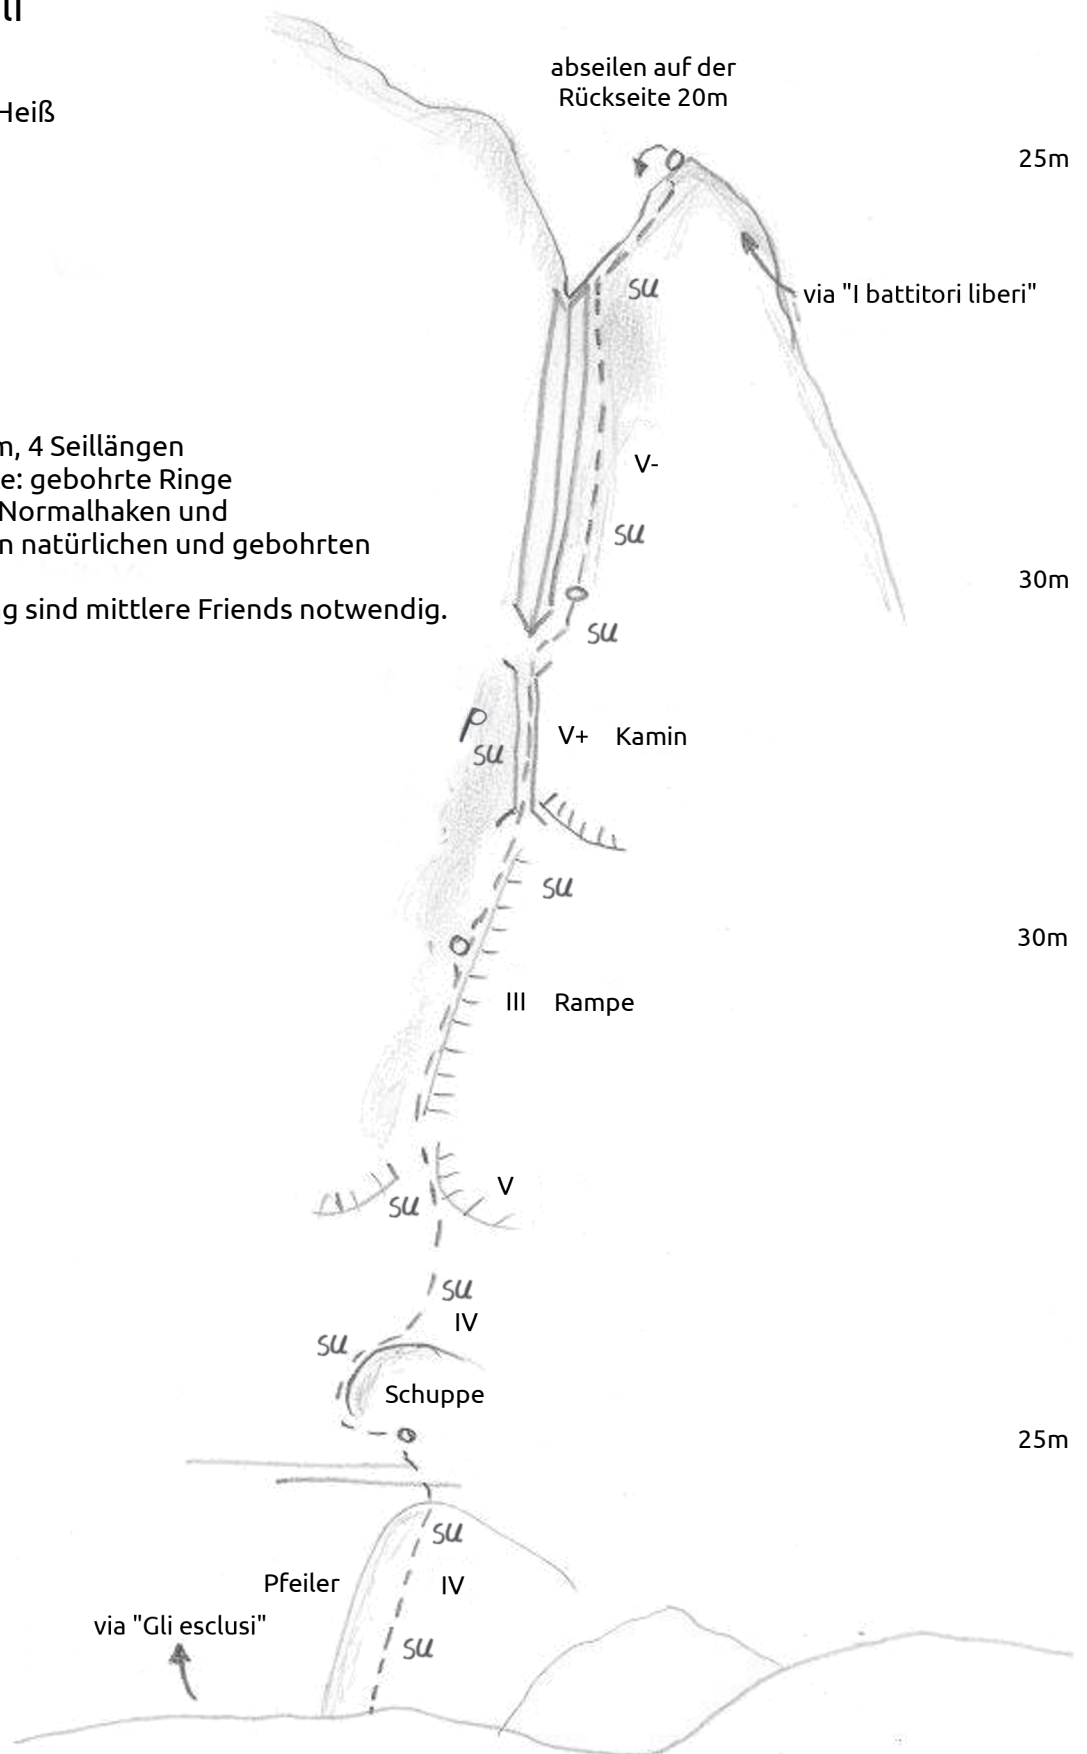 li
Heiß
abseilen auf der
Rückseite 20m
25m
su
via "I battitori liberi"
m, 4 Seillängen
e: gebohrte Ringe
Normalhaken und
n natürlichen und gebohrten
g sind mittlere Friends notwendig.
V-
su
30m
su
p
su
V+ Kamin
su
30m
III Rampe
V
su
su
IV
su
Schuppe
25m
su
Pfeiler
IV
via "Gli esclusi"
su